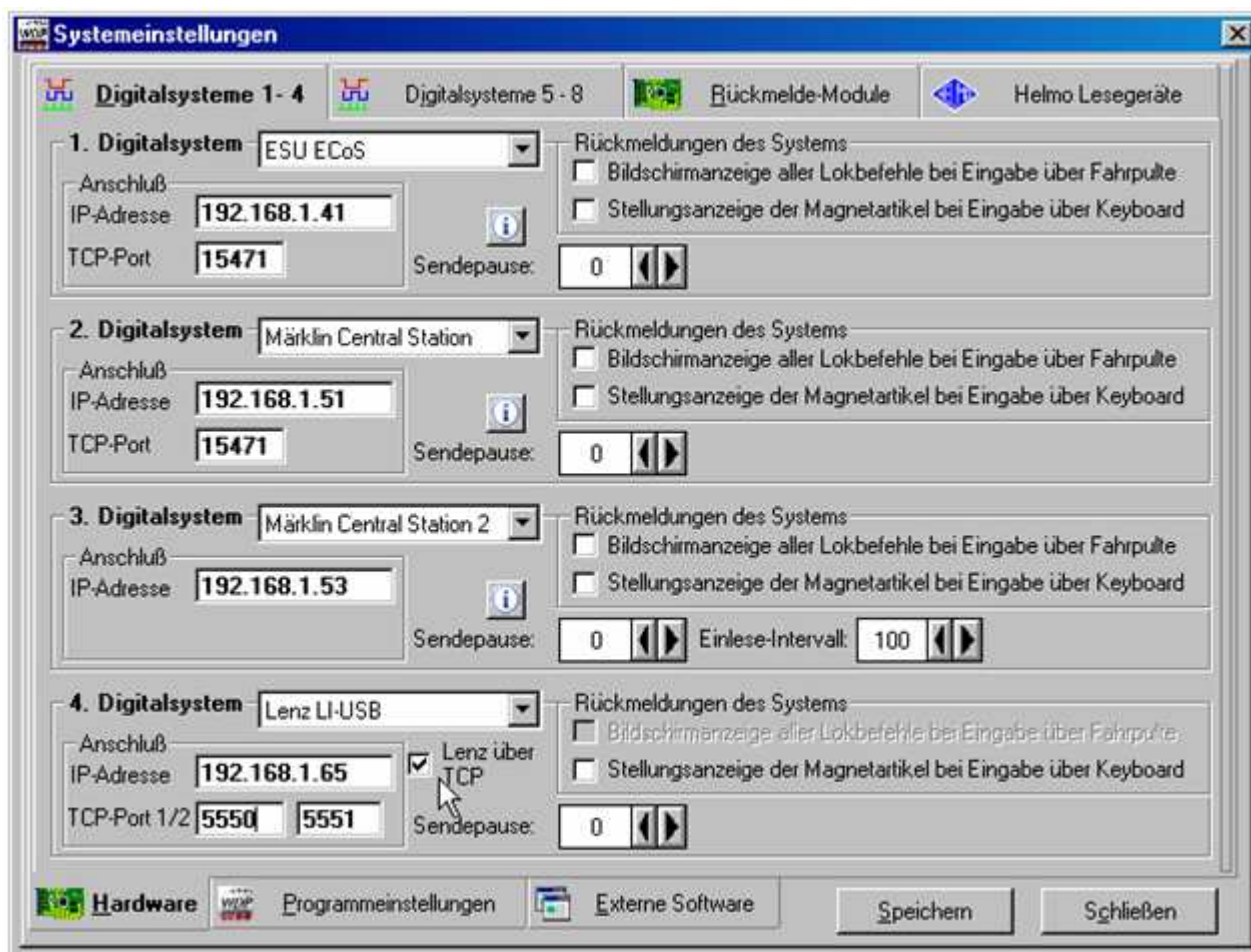 Systemeinstellungen
Digitalsysteme 1- 4 Digitalsysteme 5 - 8 Rückmelde-Module Helmo Lesegeräte
1. Digitalsystem ESU ECoS Rückmeldungen des Systems
Anschluß Bildschirmanzeige aller Lokbefehle bei Eingabe über Fahrpulte
IP-Adresse 192.168.1.41 Stellungsanzeige der Magnetartikel bei Eingabe über Keyboard
TCP-Port 15471 Sendepause: 0
2. Digitalsystem Märklin Central Station Rückmeldungen des Systems
Anschluß Bildschirmanzeige aller Lokbefehle bei Eingabe über Fahrpulte
IP-Adresse 192.168.1.51 Stellungsanzeige der Magnetartikel bei Eingabe über Keyboard
TCP-Port 15471 Sendepause: 0
3. Digitalsystem Märklin Central Station 2 Rückmeldungen des Systems
Anschluß Bildschirmanzeige aller Lokbefehle bei Eingabe über Fahrpulte
IP-Adresse 192.168.1.53 Stellungsanzeige der Magnetartikel bei Eingabe über Keyboard
Sendepause: 0 Einlese-Intervall: 100
4. Digitalsystem Lenz LI-USB Rückmeldungen des Systems
Anschluß Lenz über Bildschirmanzeige aller Lokbefehle bei Eingabe über Fahrpulte
IP-Adresse 192.168.1.65 TCP Stellungsanzeige der Magnetartikel bei Eingabe über Keyboard
TCP-Port 1/2 5550 5551 Sendepause: 0
Hardware Programmeinstellungen Externe Software Speichern Schließen